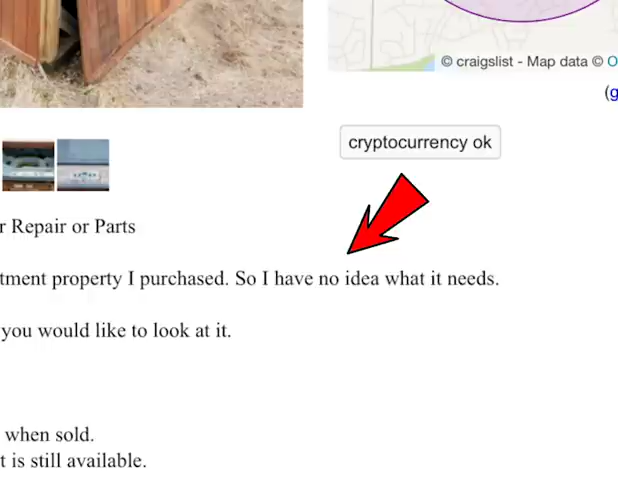 © craigslist - Map data © O
(g
cryptocurrency ok
r Repair or Parts
tment property I purchased. So I have no idea what it needs.
you would like to look at it.
when sold.
t is still available.